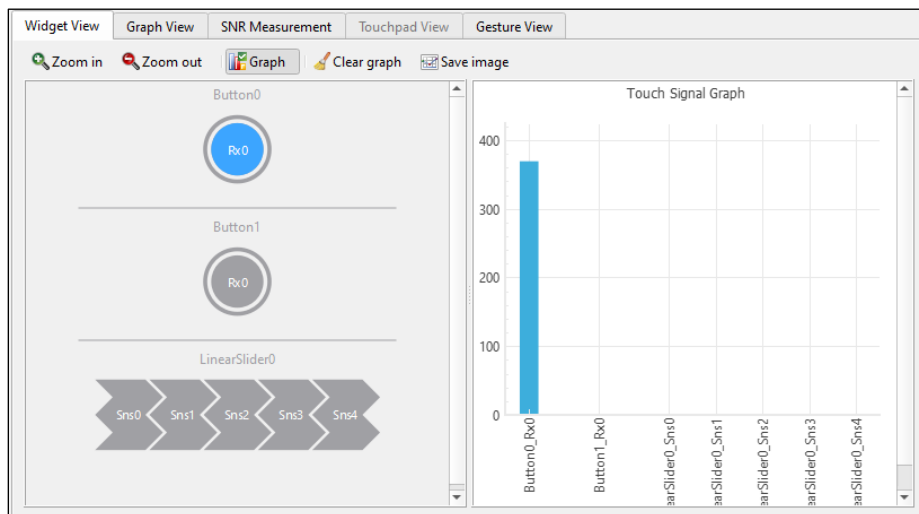 Widget View Graph View SNR Measurement Touchpad View Gesture View
Zoom in Zoom out Graph Clear graph Save image
Button0
Rx0
Button1
Rx0
LinearSlider0
Sns0 Sns1 Sns2 Sns3 Sns4
Touch Signal Graph
400
300
200
100
0
Button0_Rx0
Button1_Rx0
earSlider0_Sns0
earSlider0_Sns1
earSlider0_Sns2
earSlider0_Sns3
earSlider0_Sns4